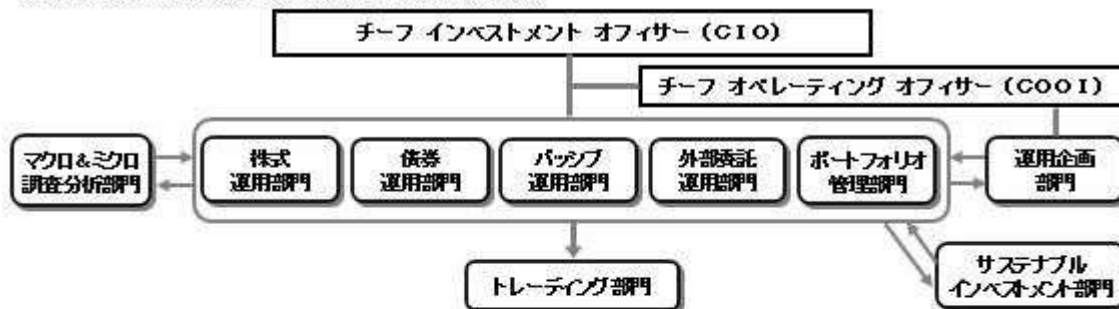 チーフ インベストメント オフィサー (CIO)
チーフ オペレーティング オフィサー (COOI)
マクロ&ミクロ
調査分析部門
株式
運用部門
債券
運用部門
パッシブ
運用部門
外部委託
運用部門
ポートフォリオ
管理部門
運用企画
部門
トレーディング部門
サステナブル
インベストメント部門